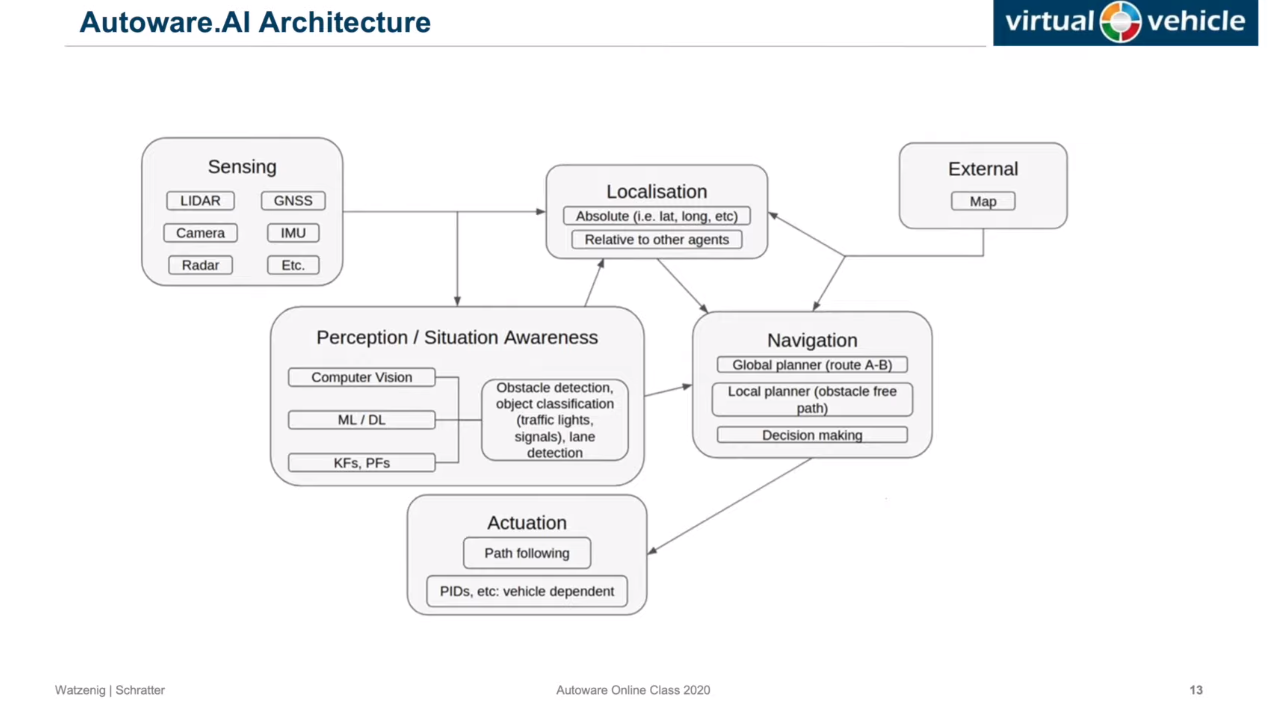 Autoware.AI Architecture
virtual vehicle
Sensing
LIDAR
GNSS
Camera
IMU
Radar
Etc.
Localisation
Absolute (i.e. lat, long, etc)
Relative to other agents
External
Map
Perception / Situation Awareness
Computer Vision
ML / DL
KFs, PFs
Obstacle detection,
object classification
(traffic lights,
signals), lane
detection
Navigation
Global planner (route A-B)
Local planner (obstacle free
path)
Decision making
Actuation
Path following
PIDs, etc: vehicle dependent
Watzenig | Schratter
Autoware Online Class 2020
13